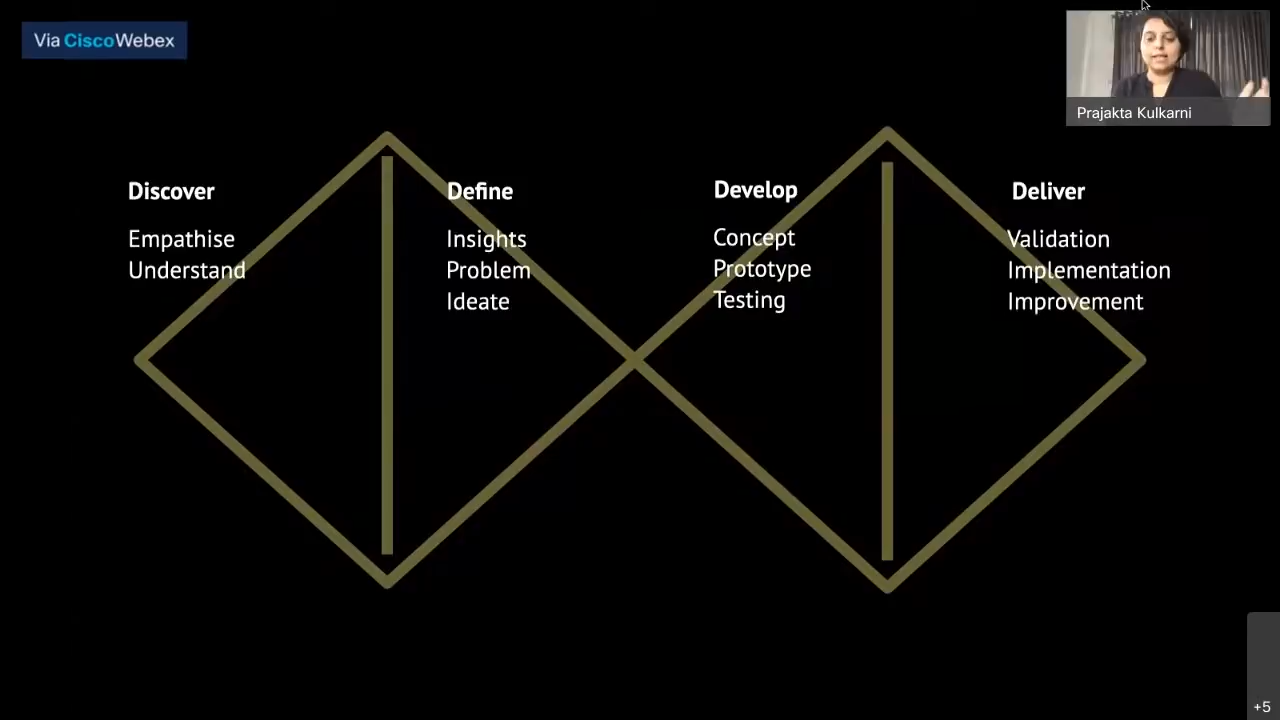 Via CiscoWebex
Prajakta Kulkarni
Discover
Empathise
Understand
Define
Insights
Problem
Ideate
Develop
Concept
Prototype
Testing
Deliver
Validation
Implementation
Improvement
+5